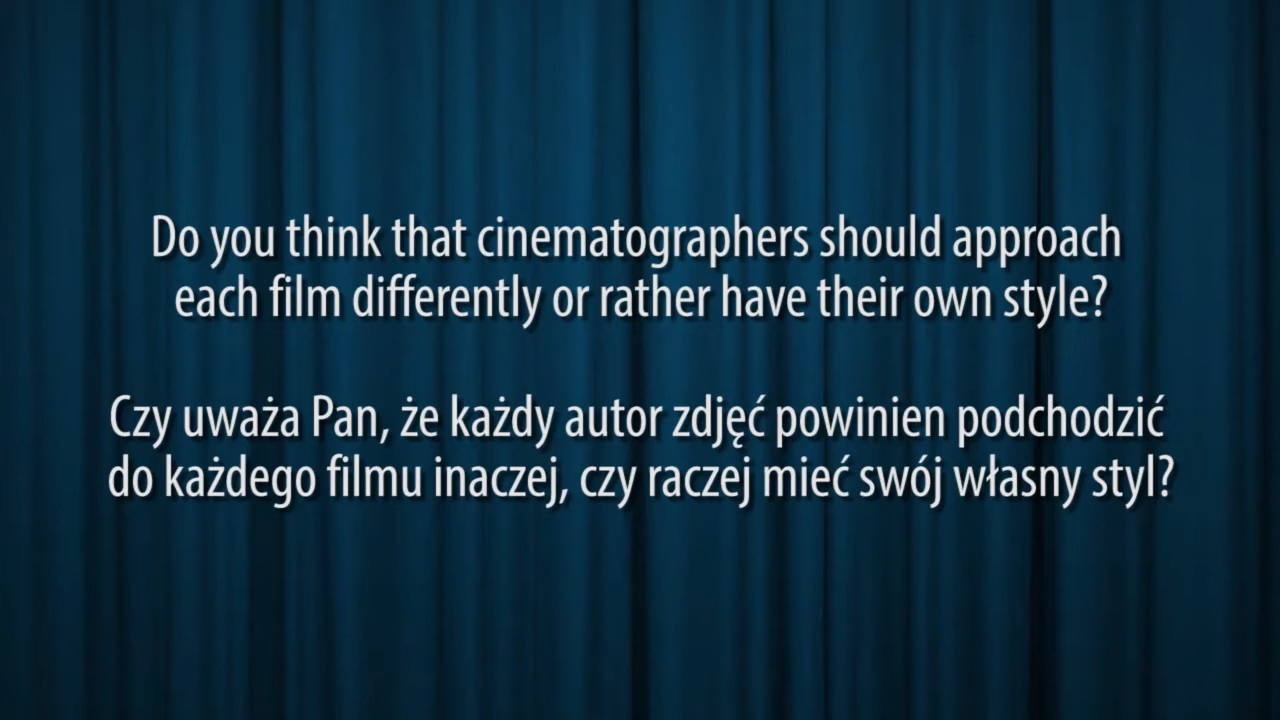 Do you think that cinematographers should approach
each film differently or rather have their own style?
Czy uważa Pan, że każdy autor zdjęć powinien podchodzić
do każdego filmu inaczej, czy raczej mieć swój własny styl?